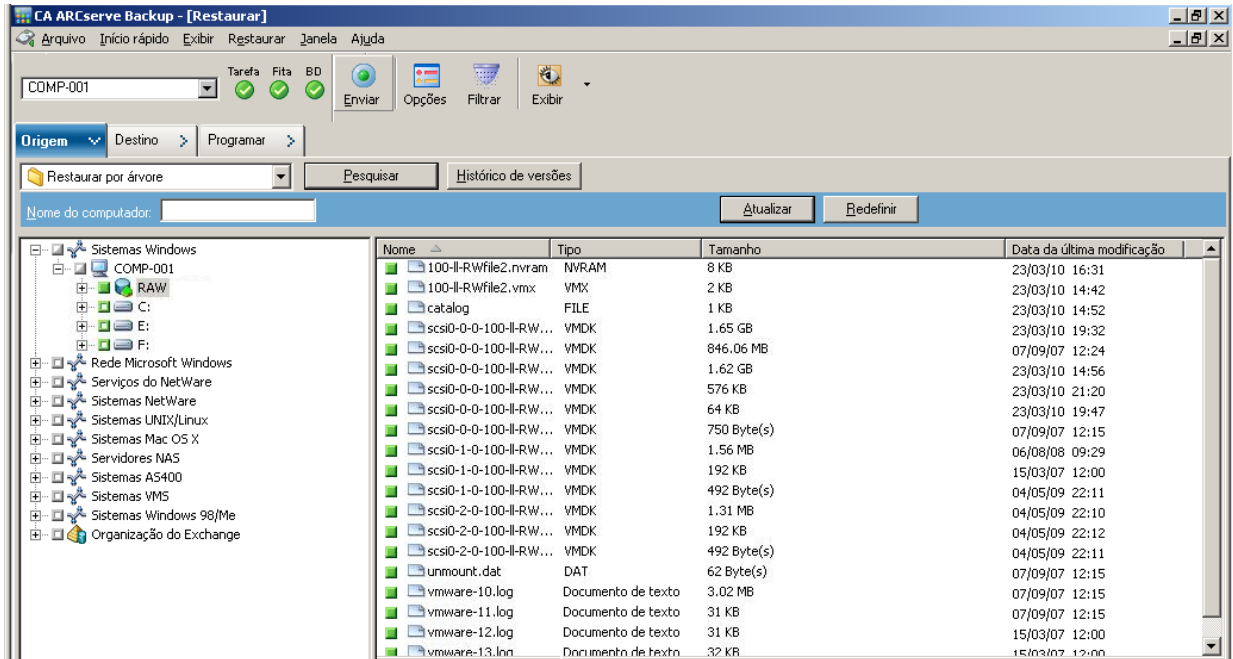 CA ARCserve Backup - [Restaurar]
Arquivo Início rápido Exibir Restaurar Janela Ajuda
COMP-001
Tarefa Fita BD
Enviar Opções Filtrar Exibir
Origem Destino Programar
Restaurar por árvore Pesquisar Histórico de versões
Nome do computador: Atualizar Redefinir
Sistemas Windows
COMP-001
RAW
C:
E:
F:
Rede Microsoft Windows
Serviços do NetWare
Sistemas NetWare
Sistemas UNIX/Linux
Sistemas Mac OS X
Servidores NAS
Sistemas AS400
Sistemas VMS
Sistemas Windows 98/Me
Organização do Exchange
Nome Tipo Tamanho Data da última modificação
100-ll-RWfile2.nvram NVRAM 8 KB 23/03/10 16:31
100-ll-RWfile2.vmx VMX 2 KB 23/03/10 14:42
catalog FILE 1 KB 23/03/10 14:52
scsi0-0-0-100-ll-RW... VMDK 1.65 GB 23/03/10 19:32
scsi0-0-0-100-ll-RW... VMDK 846.06 MB 07/09/07 12:24
scsi0-0-0-100-ll-RW... VMDK 1.62 GB 23/03/10 14:56
scsi0-0-0-100-ll-RW... VMDK 576 KB 23/03/10 21:20
scsi0-0-0-100-ll-RW... VMDK 64 KB 23/03/10 19:47
scsi0-0-0-100-ll-RW... VMDK 750 Byte(s) 07/09/07 12:15
scsi0-1-0-100-ll-RW... VMDK 1.56 MB 06/08/08 09:29
scsi0-1-0-100-ll-RW... VMDK 192 KB 15/03/07 12:00
scsi0-1-0-100-ll-RW... VMDK 492 Byte(s) 04/05/09 22:11
scsi0-2-0-100-ll-RW... VMDK 1.31 MB 04/05/09 22:10
scsi0-2-0-100-ll-RW... VMDK 192 KB 04/05/09 22:12
scsi0-2-0-100-ll-RW... VMDK 492 Byte(s) 04/05/09 22:11
unmount.dat DAT 62 Byte(s) 07/09/07 12:15
vmware-10.log Documento de texto 3.02 MB 07/09/07 12:15
vmware-11.log Documento de texto 31 KB 07/09/07 12:15
vmware-12.log Documento de texto 31 KB 15/03/07 12:00
vmware-13.log Documento de texto 32 KB 15/03/07 12:00